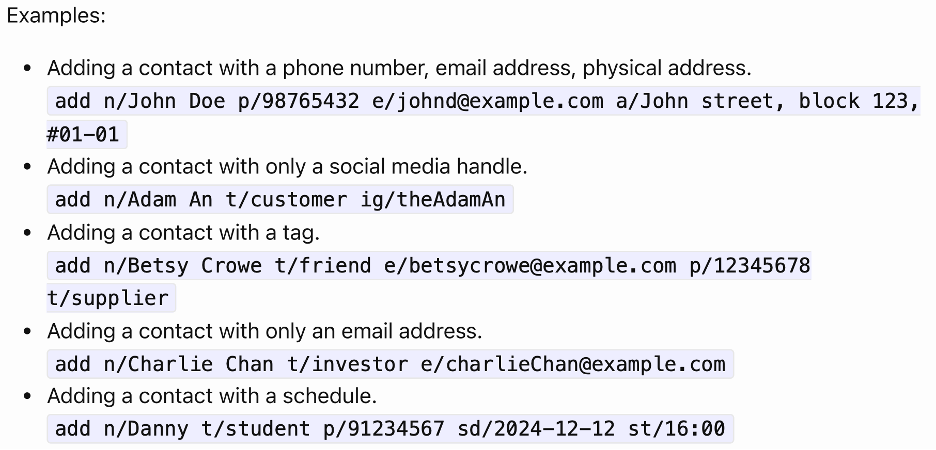 Examples:
• Adding a contact with a phone number, email address, physical address.
add n/John Doe p/98765432 e/johnd@example.com a/John street, block 123,
#01-01
• Adding a contact with only a social media handle.
add n/Adam An t/customer ig/theAdamAn
• Adding a contact with a tag.
add n/Betsy Crowe t/friend e/betsycrowe@example.com p/12345678
t/supplier
• Adding a contact with only an email address.
add n/Charlie Chan t/investor e/charlieChan@example.com
• Adding a contact with a schedule.
add n/Danny t/student p/91234567 sd/2024-12-12 st/16:00